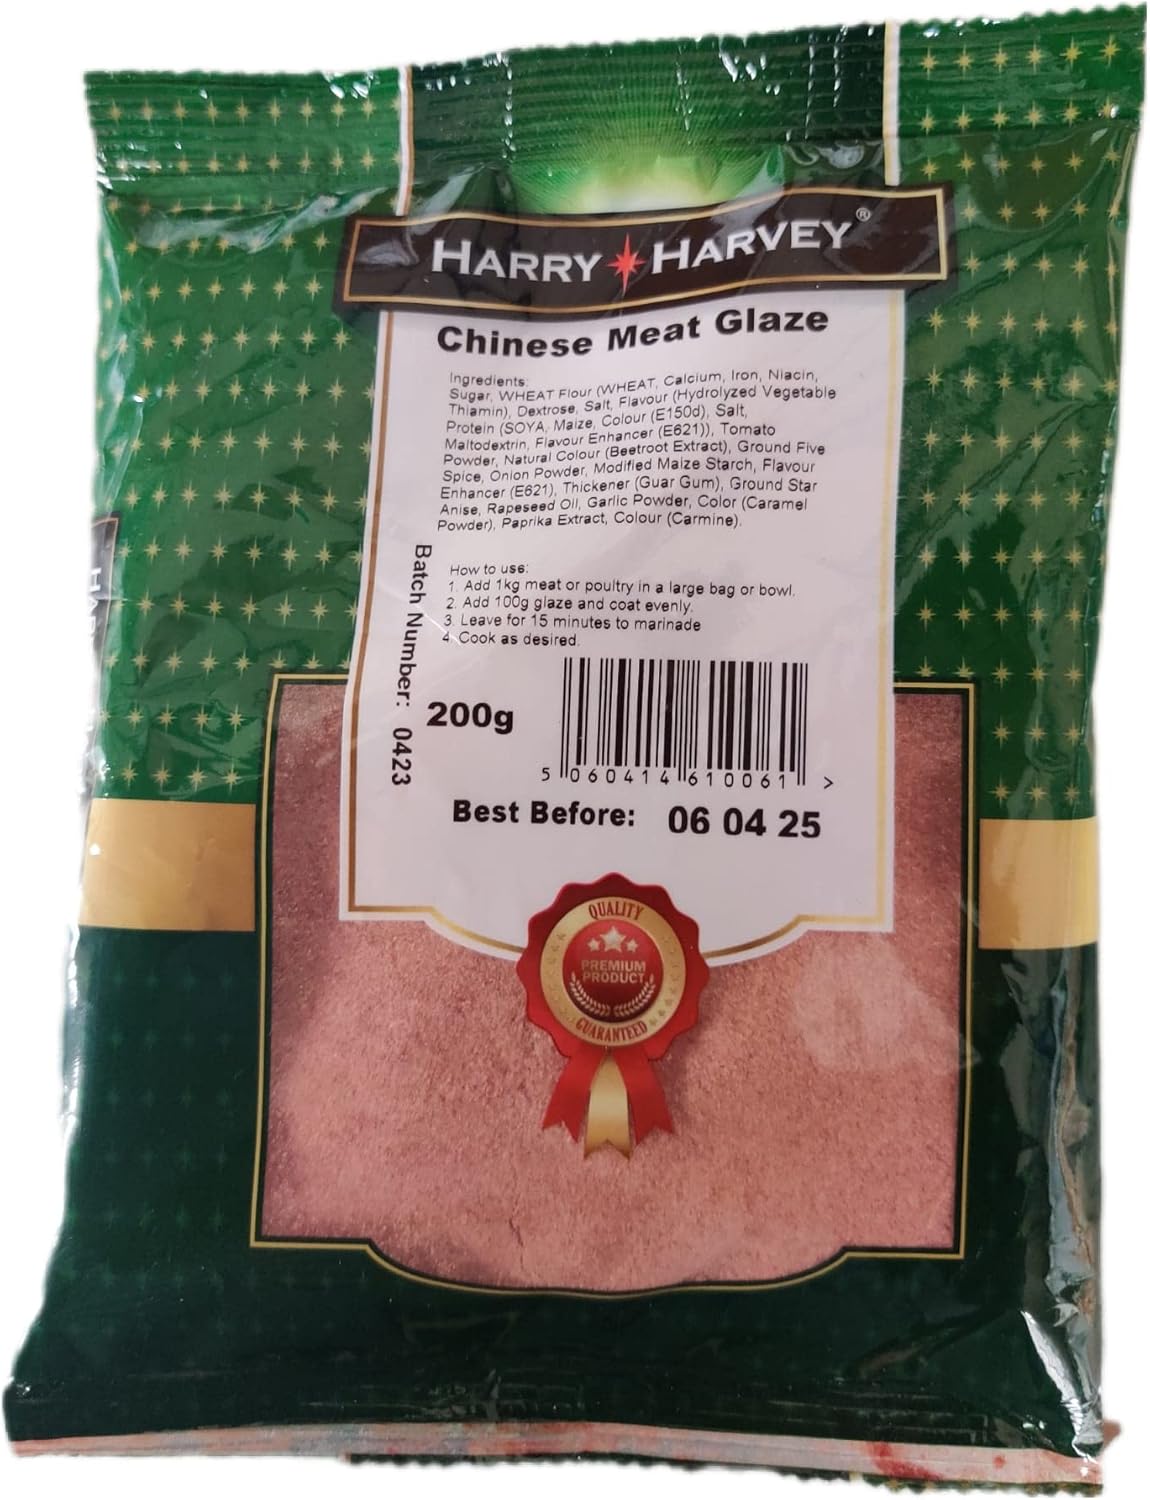 HARRY HARVEY®
Chinese Meat Glaze
Ingredients:
Sugar, WHEAT Flour (WHEAT, Calcium, Iron, Niacin,
Thiamin), Dextrose, Salt, Flavour (Hydrolyzed Vegetable
Protein (SOYA, Maize, Colour (E150d), Salt,
Maltodextrin, Flavour Enhancer (E621)), Tomato
Powder, Natural Colour (Beetroot Extract), Ground Five
Spice, Onion Powder, Modified Maize Starch, Flavour
Enhancer (E621), Thickener (Guar Gum), Ground Star
Anise, Rapeseed Oil, Garlic Powder, Color (Caramel
Powder), Paprika Extract, Colour (Carmine).
How to use:
1. Add 1kg meat or poultry in a large bag or bowl.
2. Add 100g glaze and coat evenly.
3. Leave for 15 minutes to marinade
4. Cook as desired.
Batch Number: 0423
200g
5 060414 610061 >
Best Before: 06 04 25
QUALITY
PREMIUM
PRODUCT
GUARANTEED